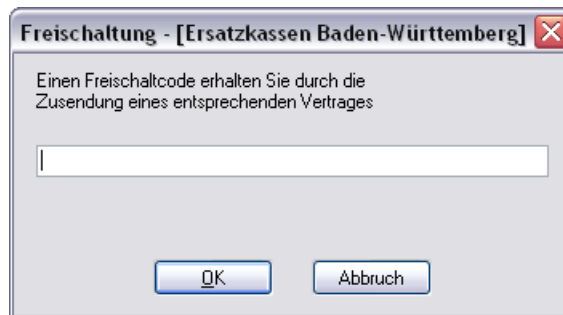 Freischaltung - [Ersatzkassen Baden-Württemberg]
Einen Freischaltcode erhalten Sie durch die
Zusendung eines entsprechenden Vertrages
OK Abbruch